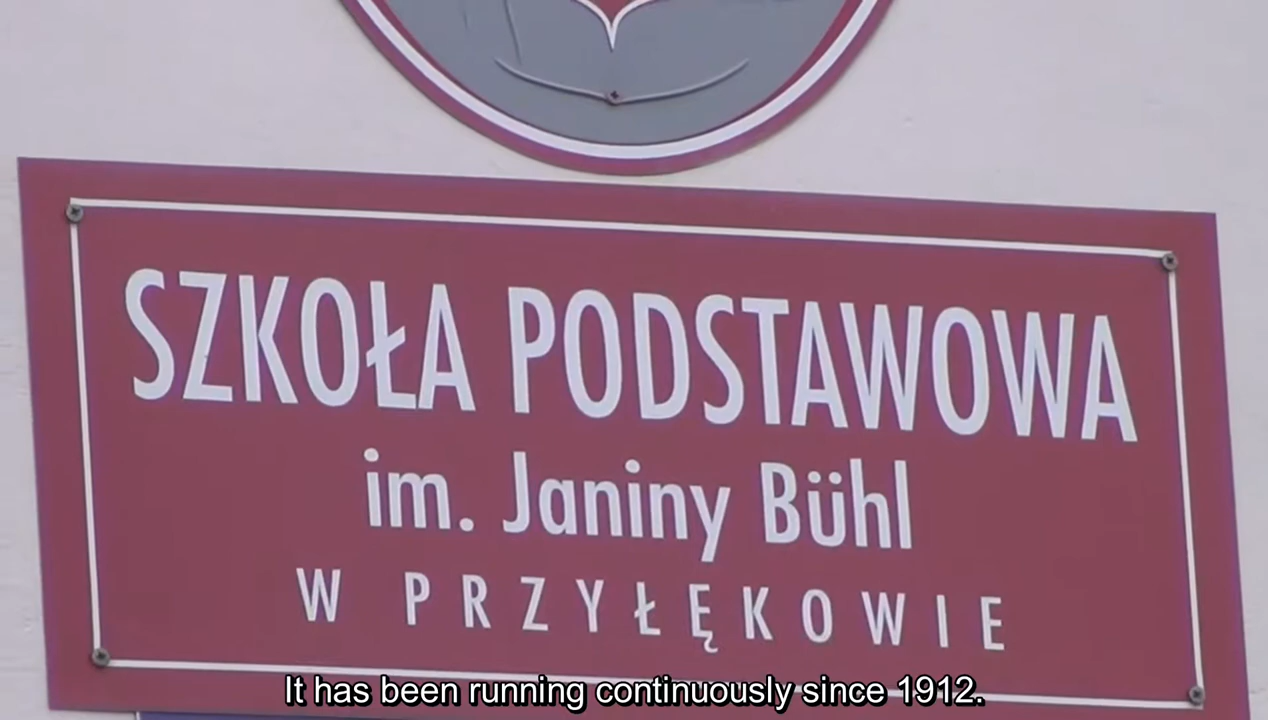 SZKOŁA PODSTAWOWA
im. Janiny Bühl
W PRZYŁĘKOWIE
It has been running continuously since 1912.